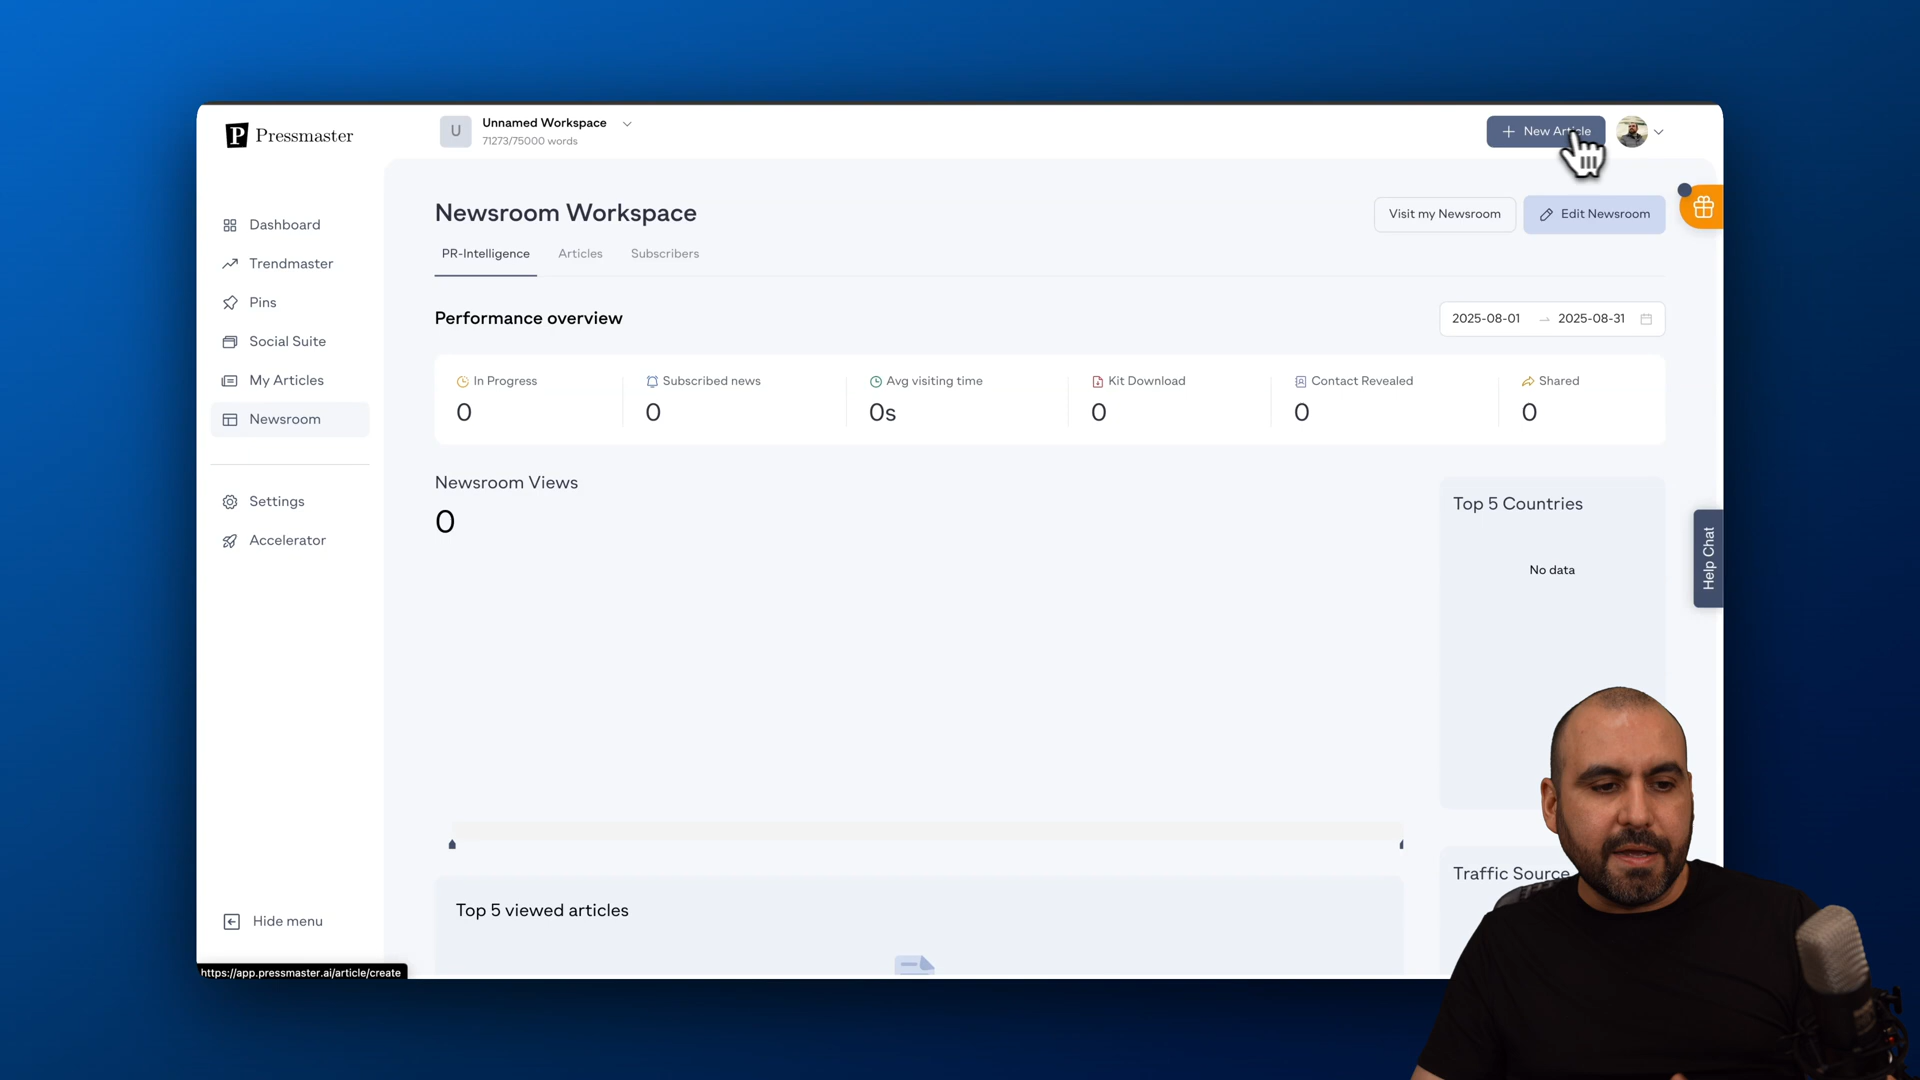 P Pressmaster
U
Unnamed Workspace
71273/75000 words
+ New Article
Dashboard
Trendmaster
Pins
Social Suite
My Articles
Newsroom
Settings
Accelerator
Hide menu
https://app.pressmaster.ai/article/create
Newsroom Workspace
Visit my Newsroom
Edit Newsroom
PR-Intelligence
Articles
Subscribers
Performance overview
2025-08-01 → 2025-08-31
In Progress
0
Subscribed news
0
Avg visiting time
0s
Kit Download
0
Contact Revealed
0
Shared
0
Newsroom Views
0
Top 5 Countries
No data
Help Chat
Top 5 viewed articles
Traffic Source